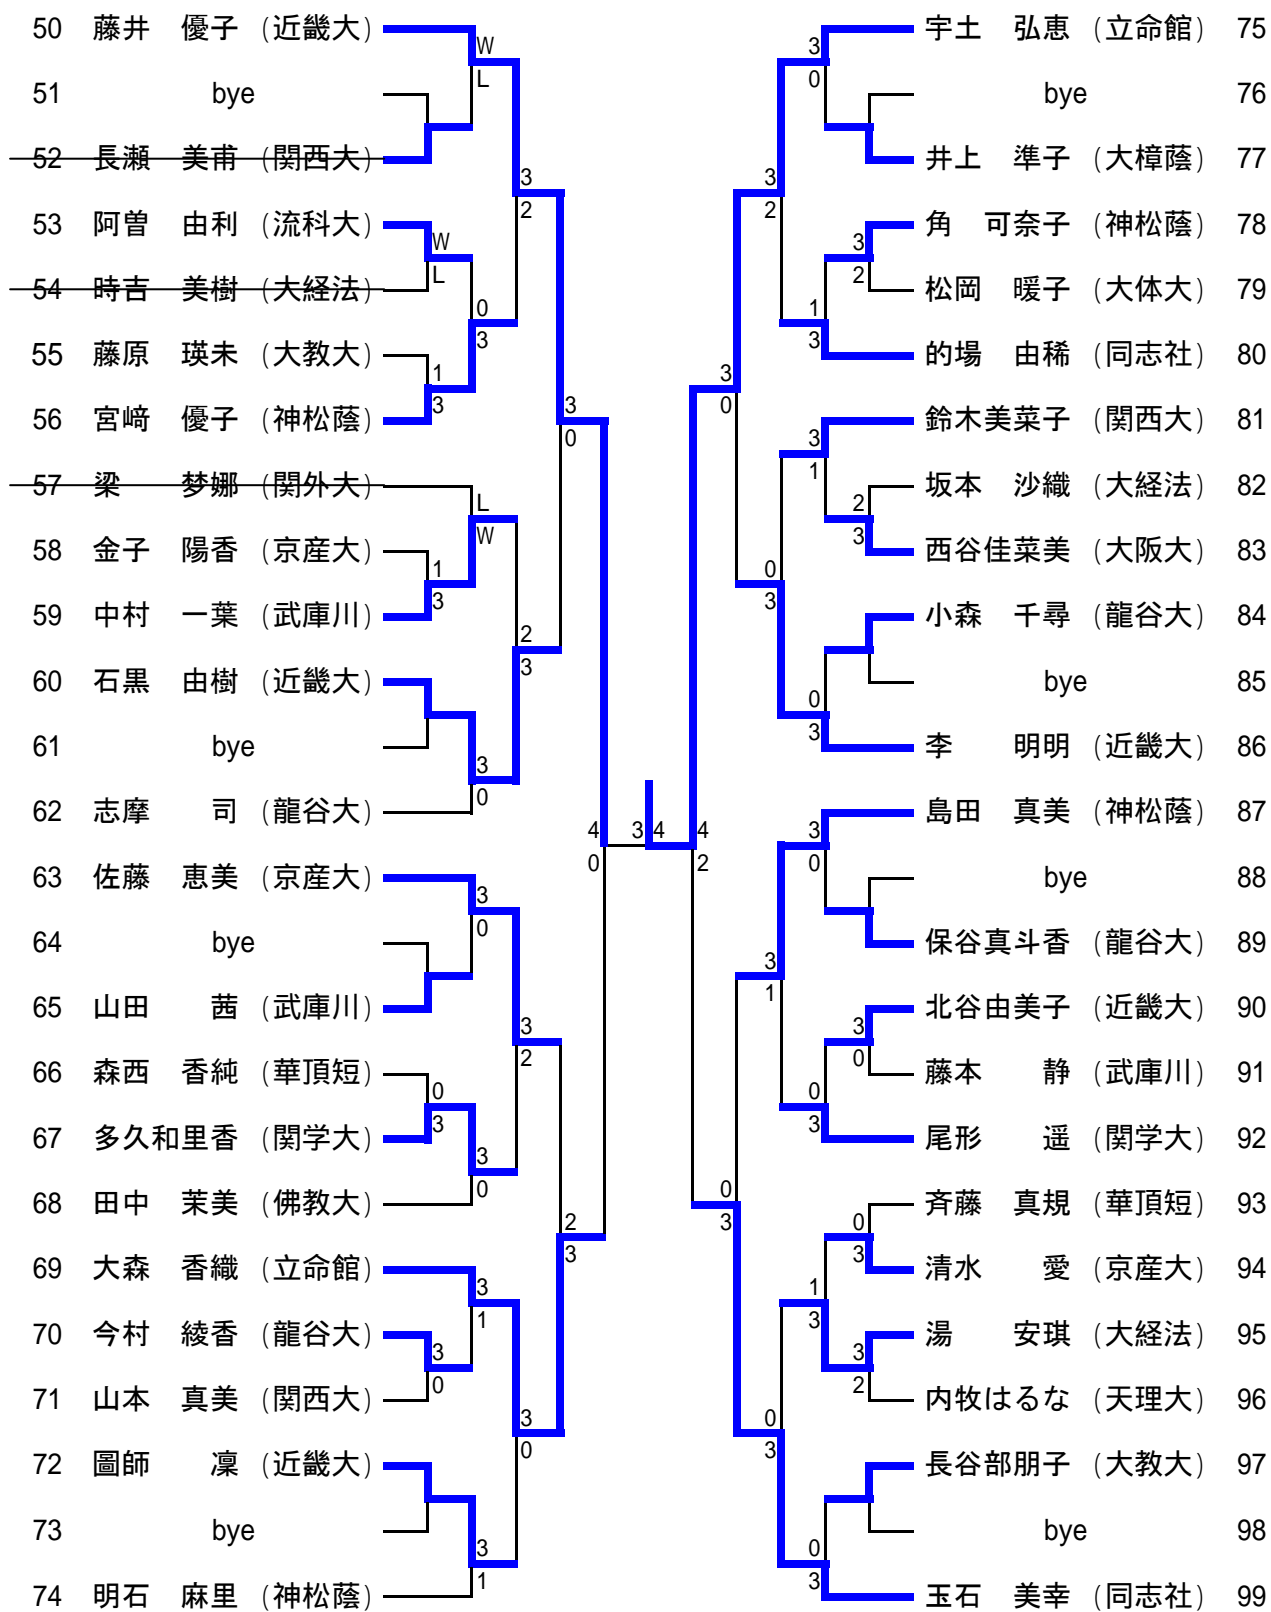 50 藤井 優子 (近畿大)
51 bye
52 長瀬 美甫 (関西大)
53 阿曽 由利 (流科大)
54 時吉 美樹 (大経法)
55 藤原 瑛未 (大教大)
56 宮﨑 優子 (神松蔭)
57 梁 梦娜 (関外大)
58 金子 陽香 (京産大)
59 中村 一葉 (武庫川)
60 石黒 由樹 (近畿大)
61 bye
62 志摩 司 (龍谷大)
63 佐藤 恵美 (京産大)
64 bye
65 山田 茜 (武庫川)
66 森西 香純 (華頂短)
67 多久和里香 (関学大)
68 田中 茉美 (佛教大)
69 大森 香織 (立命館)
70 今村 綾香 (龍谷大)
71 山本 真美 (関西大)
72 圖師 凜 (近畿大)
73 bye
74 明石 麻里 (神松蔭)
W
L
W
L
1
3
L
W
1
3
0
3
3
0
3
0
0
3
3
0
3
1
3
0
3
1
3
2
2
3
3
2
3
0
3
0
2
3
4
0
3 4
4
2
3
0
0
3
3
2
0
3
3
1
0
3
3
0
3
2
1
3
3
1
2
3
0
3
3
0
3
0
0
3
0
3
1
3
3
2
0
3
宇土 弘恵 (立命館) 75
bye 76
井上 準子 (大樟蔭) 77
角 可奈子 (神松蔭) 78
松岡 暖子 (大体大) 79
的場 由稀 (同志社) 80
鈴木美菜子 (関西大) 81
坂本 沙織 (大経法) 82
西谷佳菜美 (大阪大) 83
小森 千尋 (龍谷大) 84
bye 85
李 明明 (近畿大) 86
島田 真美 (神松蔭) 87
bye 88
保谷真斗香 (龍谷大) 89
北谷由美子 (近畿大) 90
藤本 静 (武庫川) 91
尾形 遥 (関学大) 92
斉藤 真規 (華頂短) 93
清水 愛 (京産大) 94
湯 安琪 (大経法) 95
内牧はるな (天理大) 96
長谷部朋子 (大教大) 97
bye 98
玉石 美幸 (同志社) 99